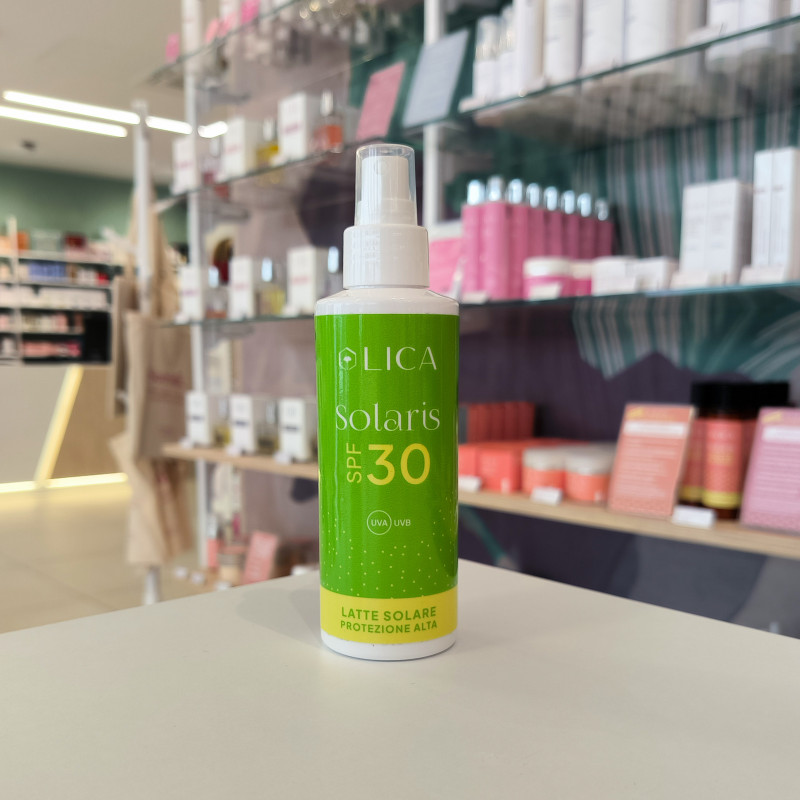 LICA
Solaris
SPF 30
UVA UVB
LATTE SOLARE
PROTEZIONE ALTA